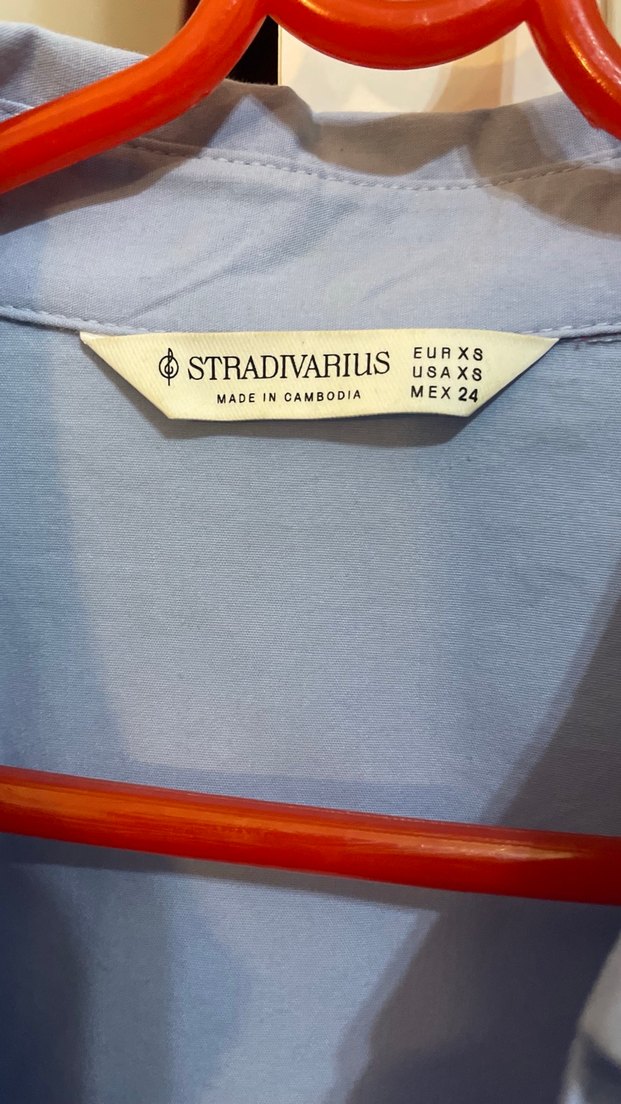 STRADIVARIUS
MADE IN CAMBODIA
EUR XS
USA XS
MEX 24